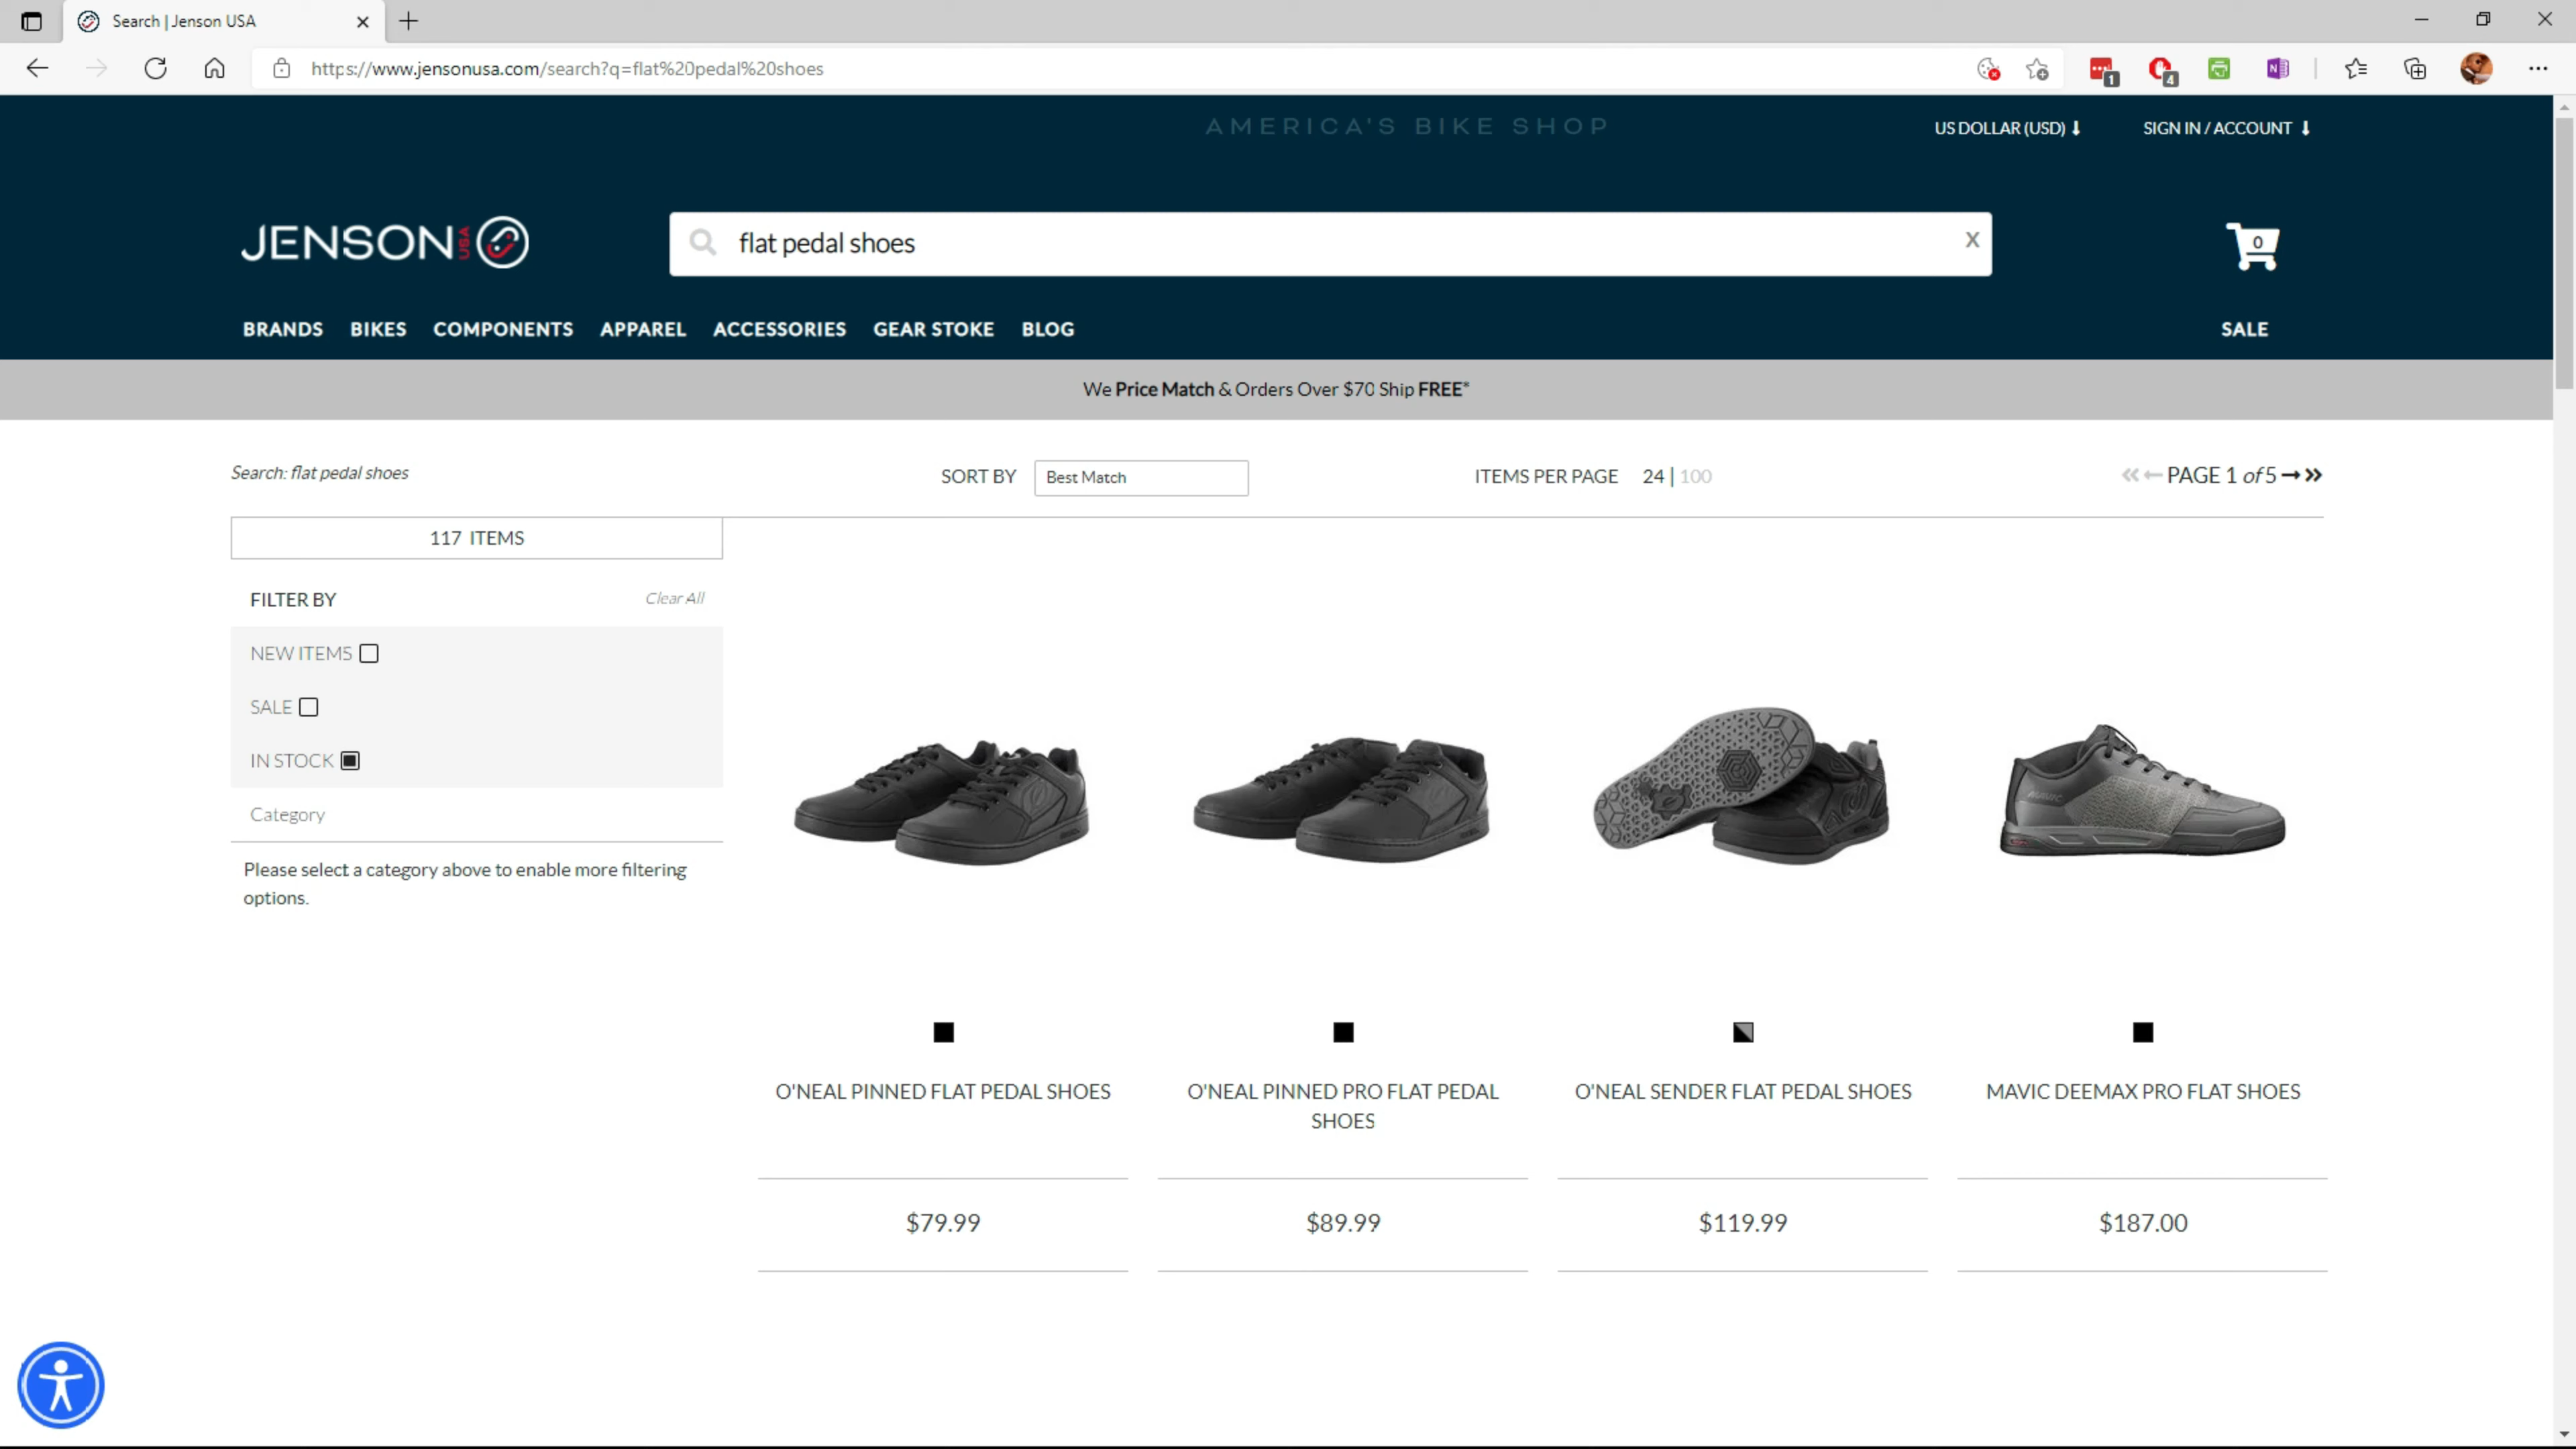 Search | Jenson USA
https://www.jensonusa.com/search?q=flat%20pedal%20shoes
1
4
N
AMERICA'S BIKE SHOP
US DOLLAR (USD)
SIGN IN / ACCOUNT
JENSON USA
flat pedal shoes
X
0
BRANDS BIKES COMPONENTS APPAREL ACCESSORIES GEAR STOKE BLOG
SALE
We Price Match & Orders Over $70 Ship FREE*
Search: flat pedal shoes
SORT BY Best Match
ITEMS PER PAGE 24 | 100
PAGE 1 of 5
117 ITEMS
FILTER BY
Clear All
NEW ITEMS
SALE
IN STOCK
Category
Please select a category above to enable more filtering
options.
O'NEAL PINNED FLAT PEDAL SHOES
$79.99
O'NEAL PINNED PRO FLAT PEDAL
SHOES
$89.99
O'NEAL SENDER FLAT PEDAL SHOES
$119.99
MAVIC DEEMAX PRO FLAT SHOES
$187.00